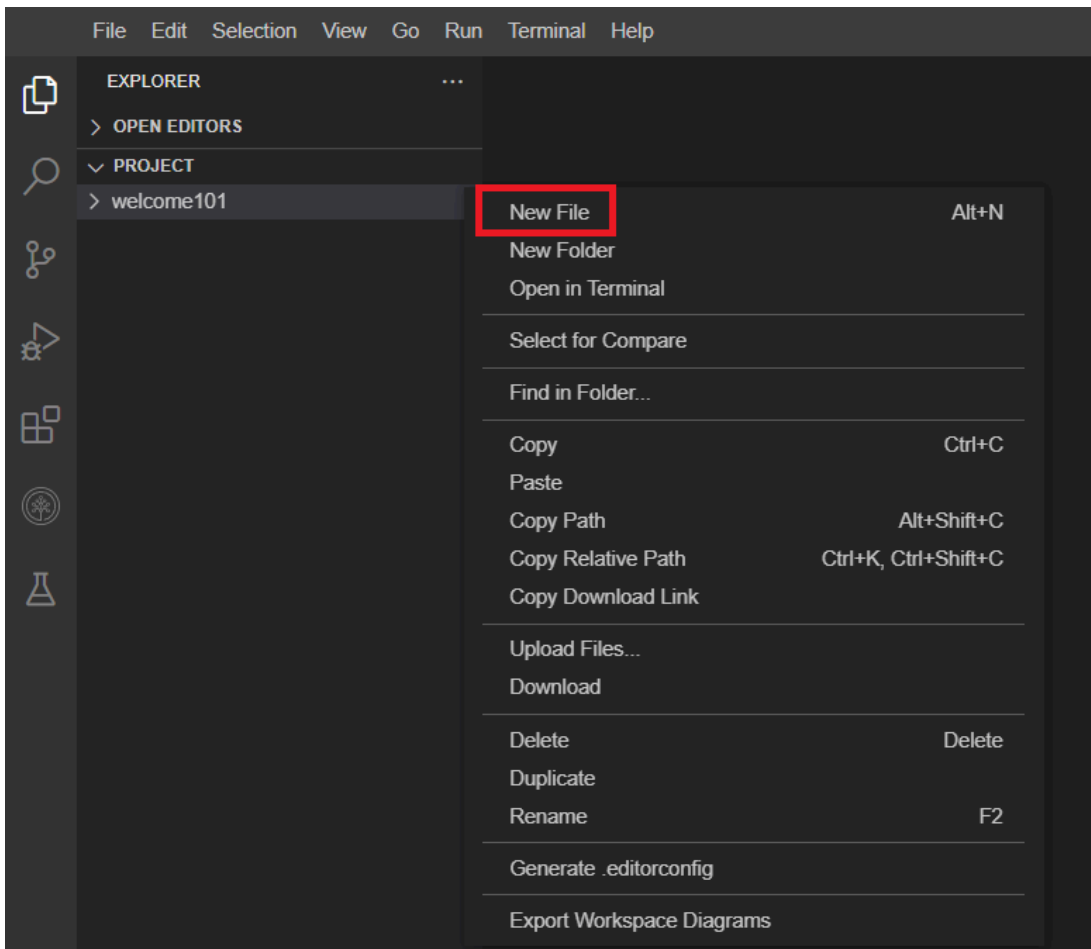 File Edit Selection View Go Run Terminal Help
EXPLORER
OPEN EDITORS
PROJECT
welcome101
New File Alt+N
New Folder
Open in Terminal
Select for Compare
Find in Folder...
Copy Ctrl+C
Paste
Copy Path Alt+Shift+C
Copy Relative Path Ctrl+K, Ctrl+Shift+C
Copy Download Link
Upload Files...
Download
Delete Delete
Duplicate
Rename F2
Generate .editorconfig
Export Workspace Diagrams